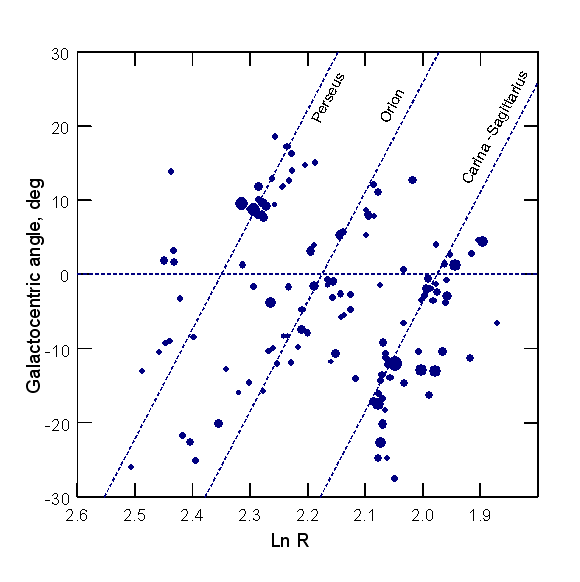 30
20
10
0
-10
-20
-30
Galactocentric angle, deg
Perseus
Orion
Carina-Sagittarius
2.6 2.5 2.4 2.3 2.2 2.1 2.0 1.9
Ln R